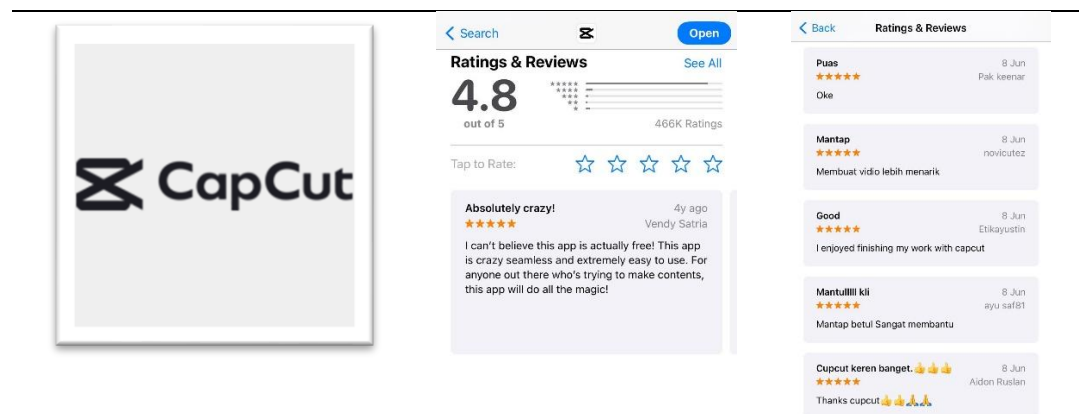 CapCut
Search
Open
Ratings & Reviews
See All
4.8
out of 5
466K Ratings
Tap to Rate:
Absolutely crazy!
4y ago
Vendy Satria
I can't believe this app is actually free! This app
is crazy seamless and extremely easy to use. For
anyone out there who's trying to make contents,
this app will do all the magic!
Back
Ratings & Reviews
Puas
8 Jun
Pak keenar
Oke
Mantap
8 Jun
novicutez
Membuat vidio lebih menarik
Good
8 Jun
Etikayustin
I enjoyed finishing my work with capcut
Mantulllll kli
8 Jun
ayu saf81
Mantap betul Sangat membantu
Cupcut keren banget.👍👍👍
8 Jun
Aidon Ruslan
Thanks cupcut👍👍🙏🙏